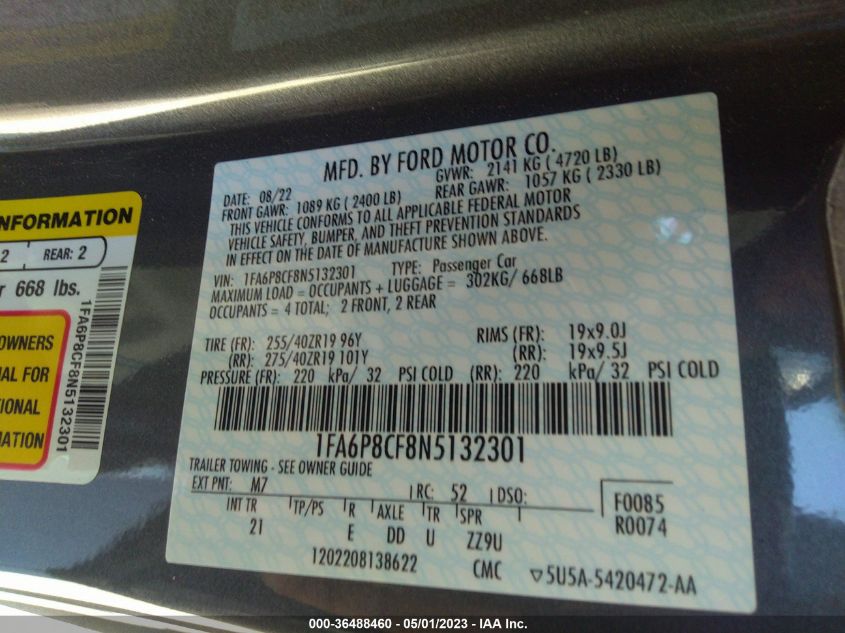 MFD. BY FORD MOTOR CO.
DATE: 08/22 GVWR: 2141 KG ( 4720 LB)
FRONT GAWR: 1089 KG ( 2400 LB) REAR GAWR: 1057 KG ( 2330 LB)
THIS VEHICLE CONFORMS TO ALL APPLICABLE FEDERAL MOTOR
VEHICLE SAFETY, BUMPER, AND THEFT PREVENTION STANDARDS
IN EFFECT ON THE DATE OF MANUFACTURE SHOWN ABOVE.
VIN: 1FA6P8CF8N5132301 TYPE: Passenger Car
MAXIMUM LOAD = OCCUPANTS + LUGGAGE = 302KG/ 668LB
OCCUPANTS = 4 TOTAL; 2 FRONT, 2 REAR
TIRE (FR): 255/40ZR19 96Y RIMS (FR): 19x9.0J
(RR): 275/40ZR19 101Y (RR): 19x9.5J
PRESSURE (FR): 220 kPa/ 32 PSI COLD (RR): 220 kPa/ 32 PSI COLD
1FA6P8CF8N5132301
TRAILER TOWING - SEE OWNER GUIDE
EXT PNT: M7 RC: 52 DSO:
F0085
R0074
INT TR TP/PS R AXLE TR SPR
21 E DD U ZZ9U
1202208138622 CMC ▽5U5A-5420472-AA
INFORMATION
2 REAR: 2
r 668 lbs.
1FA6P8CF8N5132301
OWNERS
IAL FOR
TIONAL
MATION
000-36488460 - 05/01/2023 - IAA Inc.